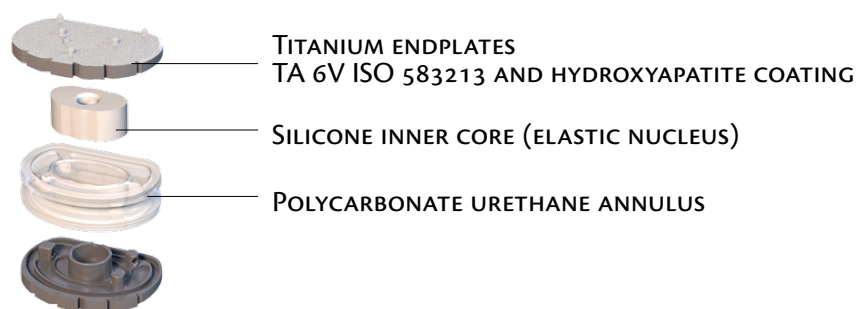 Titanium endplates
TA 6V ISO 583213 and hydroxyapatite coating
Silicone inner core (elastic nucleus)
Polycarbonate urethane annulus